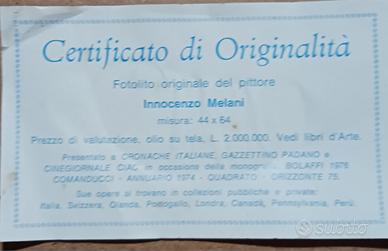 Certificato di Originalità
Fotolito originale del pittore
Innocenzo Melani
misura: 44 x 64
Prezzo di valutazione, olio su tela, L. 2.000.000. Vedi libri d'Arte.
Presentato a CRONACHE ITALIANE, GAZZETTINO PADANO e
CINEGIORNALE CIAC in occasione della BOLAFFI 1976
COMANDUCCI - ANNUARIO 1974 - QUADRATO - ORIZZONTE 75.
Sue opere si trovano in collezioni pubbliche e private:
Italia, Svizzera, Olanda, Portogallo, Londra, Canadà, Pennsylvania, Perù.
subito